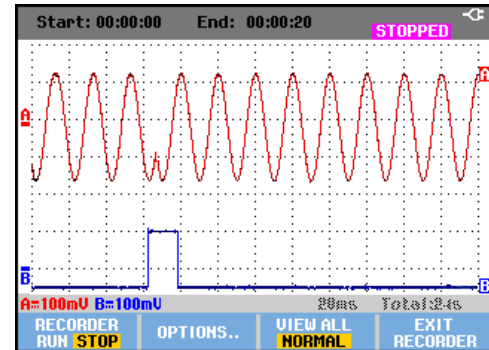 Start: 00:00:00 End: 00:00:20
STOPPED
A
A
B
B
A=100mV B=100mV 20ms Total:24s
RECORDER OPTIONS.. VIEW ALL EXIT
RUN STOP NORMAL RECORDER